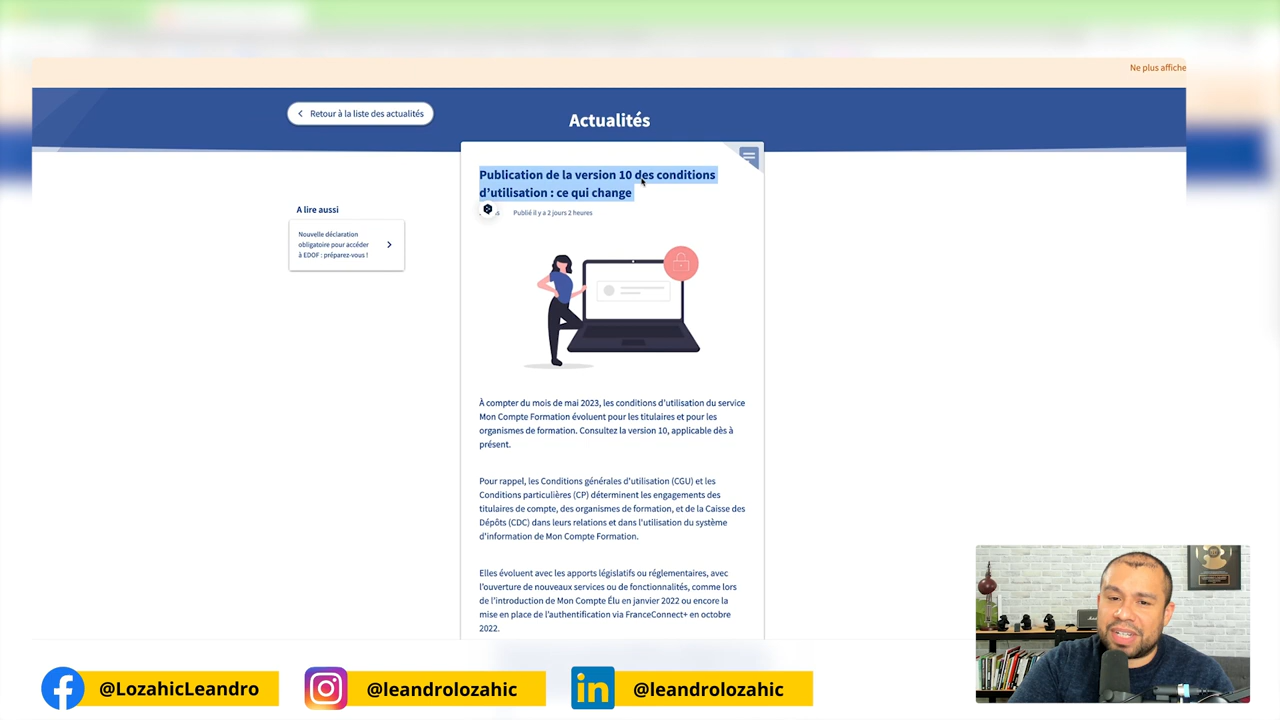 Ne plus affiche
Retour à la liste des actualités
Actualités
Publication de la version 10 des conditions
d'utilisation : ce qui change
Publié il y a 2 jours 2 heures
A lire aussi
Nouvelle déclaration
obligatoire pour accéder
à EDOF : préparez-vous !
À compter du mois de mai 2023, les conditions d'utilisation du service
Mon Compte Formation évoluent pour les titulaires et pour les
organismes de formation. Consultez la version 10, applicable dès à
présent.
Pour rappel, les Conditions générales d'utilisation (CGU) et les
Conditions particulières (CP) déterminent les engagements des
titulaires de compte, des organismes de formation, et de la Caisse des
Dépôts (CDC) dans leurs relations et dans l'utilisation du système
d'information de Mon Compte Formation.
Elles évoluent avec les apports législatifs ou réglementaires, avec
l'ouverture de nouveaux services ou de fonctionnalités, comme lors
de l'introduction de Mon Compte Élu en janvier 2022 ou encore la
mise en place de l'authentification via FranceConnect+ en octobre
2022.
@LozahicLeandro
@leandrolozahic
in
@leandrolozahic